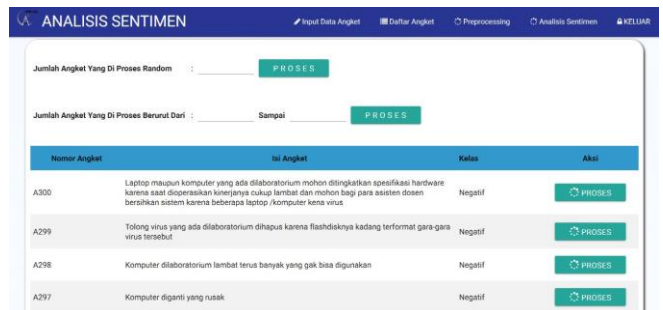 ANALISIS SENTIMEN
Input Data Angket
Daftar Angket
Preprocessing
Analisis Sentimen
KELUAR
Jumlah Angket Yang Di Proses Random :
PROSES
Jumlah Angket Yang Di Proses Berurut Dari :
Sampai
PROSES
Nomor Angket
Isi Angket
Kelas
Aksi
A300
Laptop maupun komputer yang ada dilaboratorium mohon ditingkatkan spesifikasi hardware
karena saat dioperasikan kinerjanya cukup lambat dan mohon bagi para asisten dosen
bersihkan sistem karena beberapa laptop /komputer kena virus
Negatif
PROSES
A299
Tolong virus yang ada dilaboratorium dihapus karena flashdisknya kadang terformat gara-gara
virus tersebut
Negatif
PROSES
A298
Komputer dilaboratorium lambat terus banyak yang gak bisa digunakan
Negatif
PROSES
A297
Komputer diganti yang rusak
Negatif
PROSES